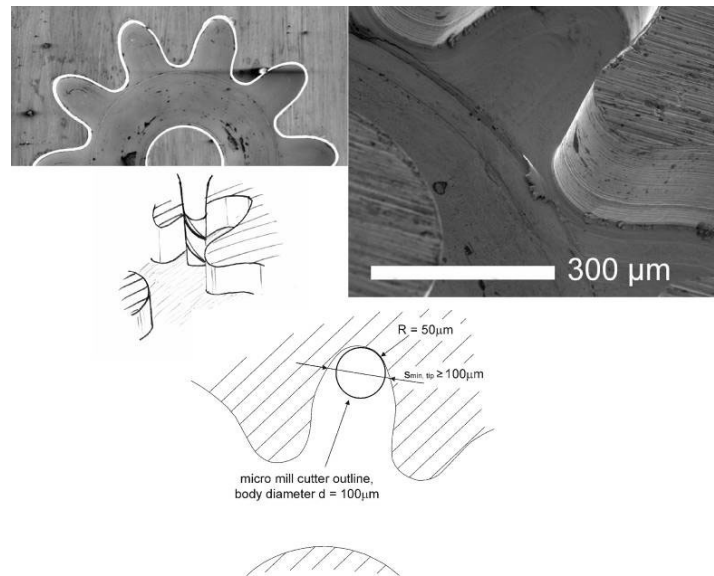 300 µm
R = 50µm
smin, tip ≥ 100µm
micro mill cutter outline,
body diameter d = 100µm